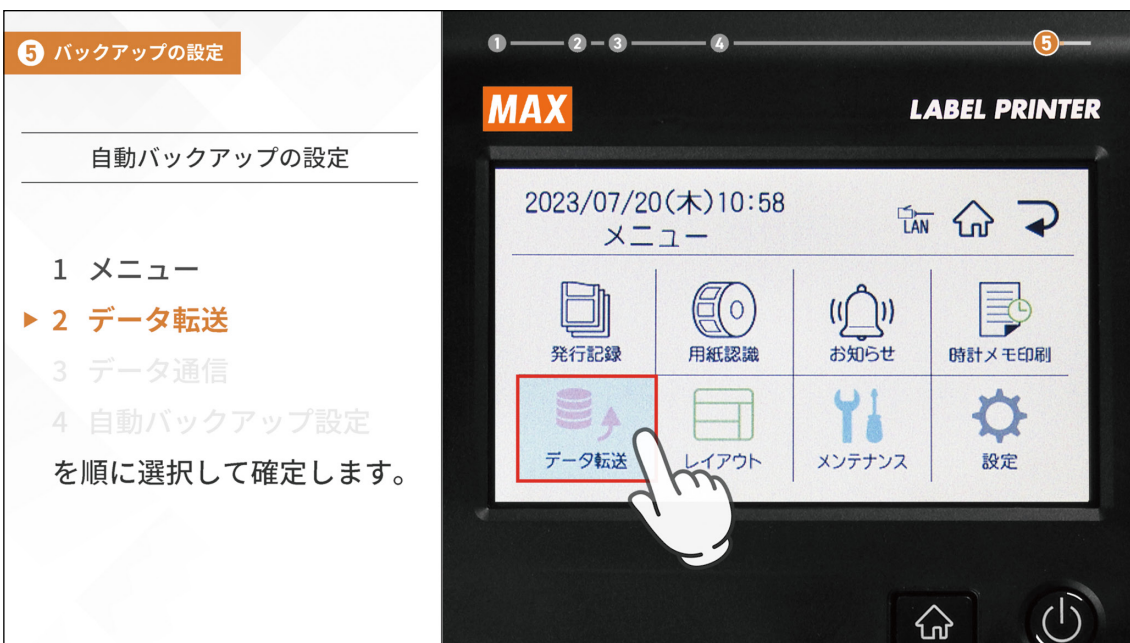 5 バックアップの設定
自動バックアップの設定
1 メニュー
▶ 2 データ転送
3 データ通信
4 自動バックアップ設定
を順に選択して確定します。
1 2 3 4 5
MAX
LABEL PRINTER
2023/07/20(木)10:58
メニュー
LAN
発行記録 用紙認識 お知らせ 時計メモ印刷
データ転送 レイアウト メンテナンス 設定